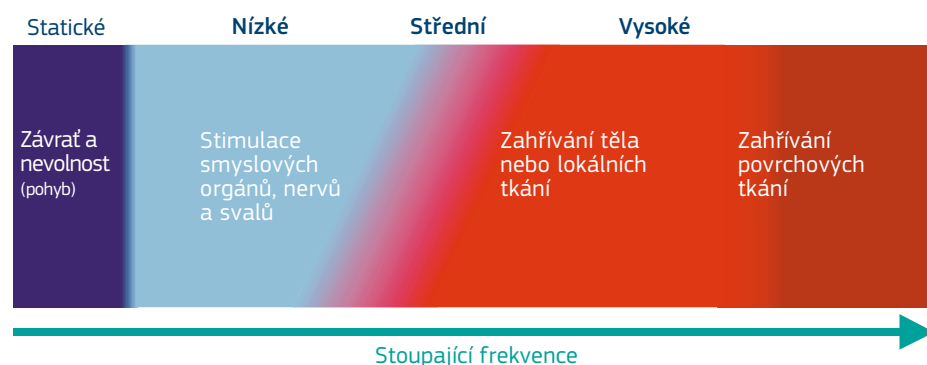 Statické
Nízké
Střední
Vysoké
Závrať a
nevolnost
(pohyb)
Stimulace
smyslových
orgánů, nervů
a svalů
Zahřívání těla
nebo lokálních
tkání
Zahřívání
povrchových
tkání
Stoupající frekvence